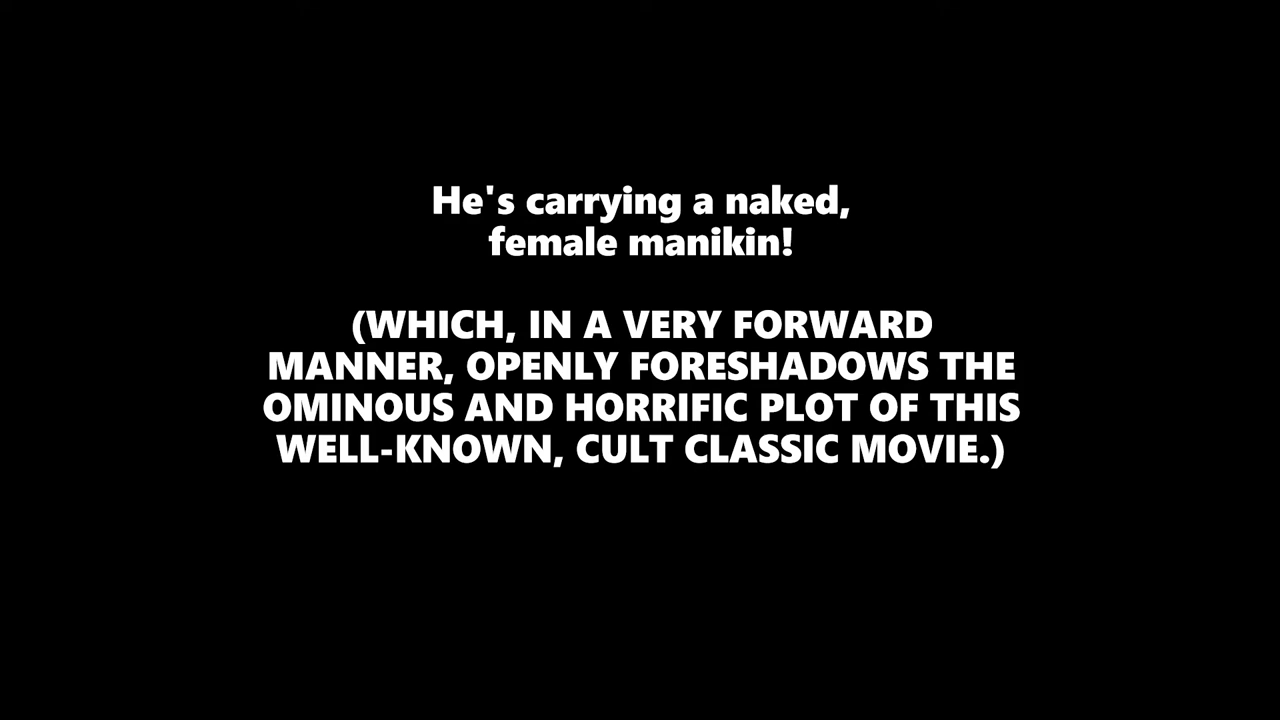 He's carrying a naked,
female manikin!
(WHICH, IN A VERY FORWARD
MANNER, OPENLY FORESHADOWS THE
OMINOUS AND HORRIFIC PLOT OF THIS
WELL-KNOWN, CULT CLASSIC MOVIE.)